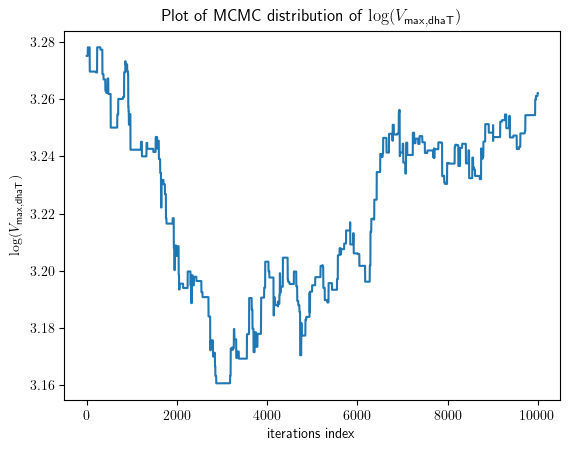 Plot of MCMC distribution of log(V_max,dhaT)
3.28
3.26
3.24
3.22
3.20
3.18
3.16
log(V_max,dhaT)
0 2000 4000 6000 8000 10000
iterations index